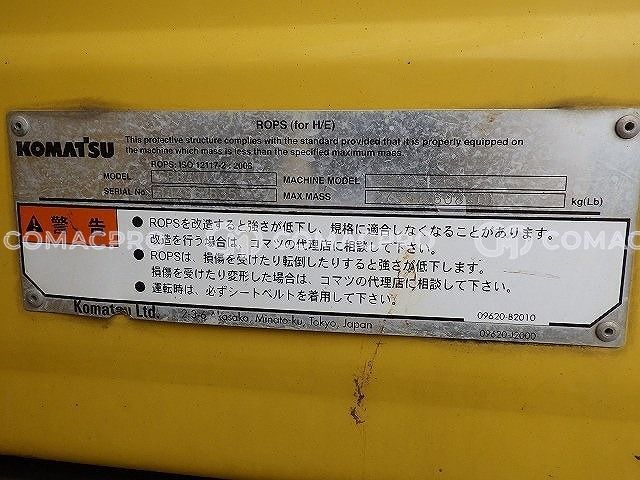 ROPS (for H/E)
KOMATSU
This protective structure complies with the standard provided that it is properly equipped on
the machine which mass is less than the specified maximum mass.
ROPS: ISO 12117-2: 2008
MODEL
MACHINE MODEL
SERIAL No.
MAX.MASS
kg(Lb)
警告
● ROPSを改造すると強さが低下し、規格に適合しなくなることがあります。
改造を行う場合は、コマツの代理店に相談して下さい。
● ROPSは、損傷を受けたり転倒したりすると強さが低下します。
損傷を受けたり変形した場合は、コマツの代理店に相談して下さい。
● 運転時は、必ずシートベルトを着用して下さい。
09620-B2010
Komatsu Ltd.
2-3-6 Akasaka, Minato-ku, Tokyo, Japan
09620-J2000
COMACPRO
COMACPRO